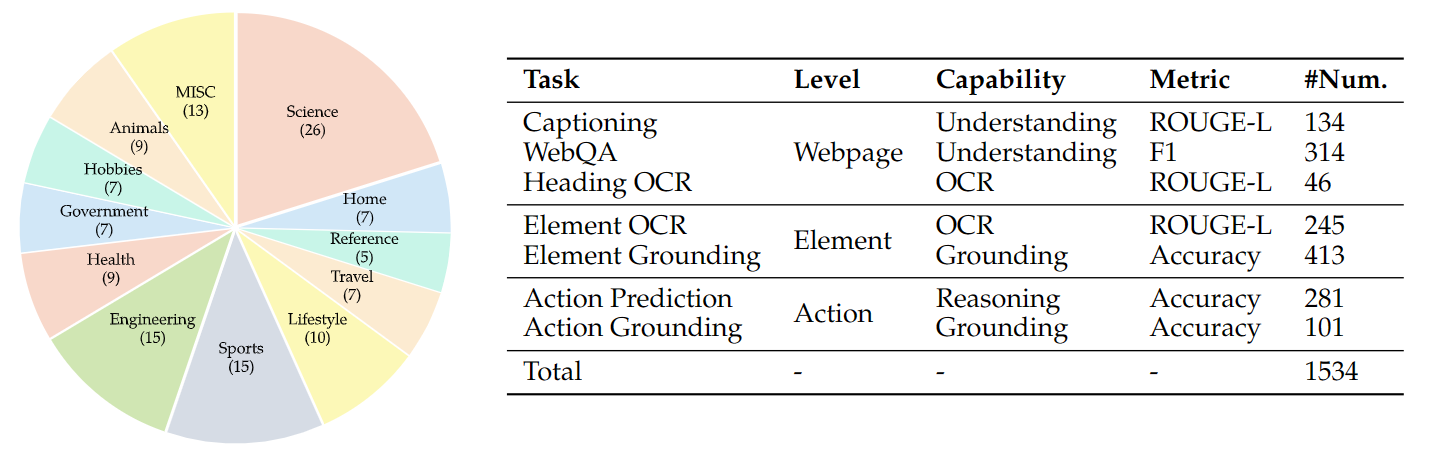 MISC
(13)
Science
(26)
Animals
(9)
Hobbies
(7)
Home
(7)
Government
(7)
Reference
(5)
Health
(9)
Travel
(7)
Engineering
(15)
Lifestyle
(10)
Sports
(15)
Task Level Capability Metric #Num.
Captioning Understanding ROUGE-L 134
WebQA Webpage Understanding F1 314
Heading OCR OCR ROUGE-L 46
Element OCR OCR ROUGE-L 245
Element
Element Grounding Grounding Accuracy 413
Action Prediction Reasoning Accuracy 281
Action
Action Grounding Grounding Accuracy 101
Total - - - 1534